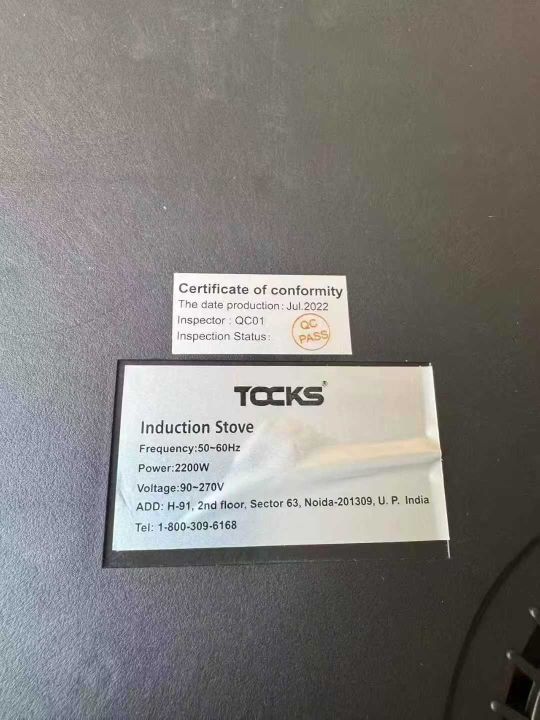 Certificate of conformity
The date production: Jul.2022
Inspector : QC01
Inspection Status:
QC
PASS
TOCKS®
Induction Stove
Frequency:50~60Hz
Power:2200W
Voltage:90~270V
ADD: H-91, 2nd floor, Sector 63, Noida-201309, U. P. India
Tel: 1-800-309-6168